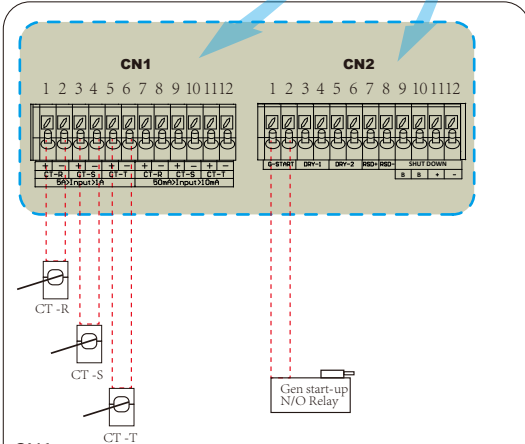 CN1 CN2
1 2 3 4 5 6 7 8 9 10 11 12 1 2 3 4 5 6 7 8 9 10 11 12
+ - + - + - + - + - + - G-START DRY-1 DRY-2 RSD+ RSD- SHUT DOWN
CT-R CT-S CT-T CT-R CT-S CT-T B B + -
5A>Input>1A 50mA>Input>10mA
CT -R
CT -S
CT -T
Gen start-up
N/O Relay